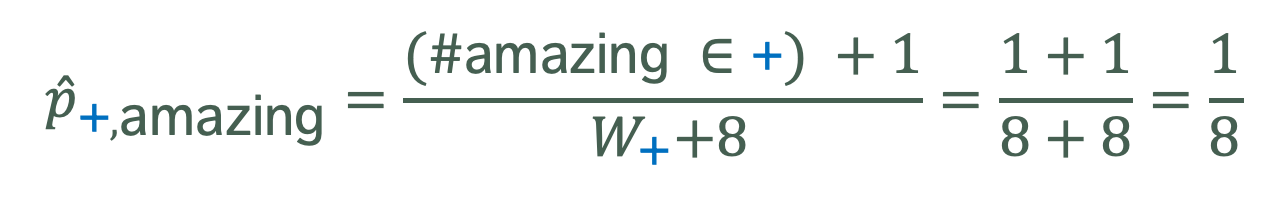 p̂₊,amazing = ((#amazing ∈ +) + 1) / (W₊+8) = (1 + 1) / (8 + 8) = 1/8